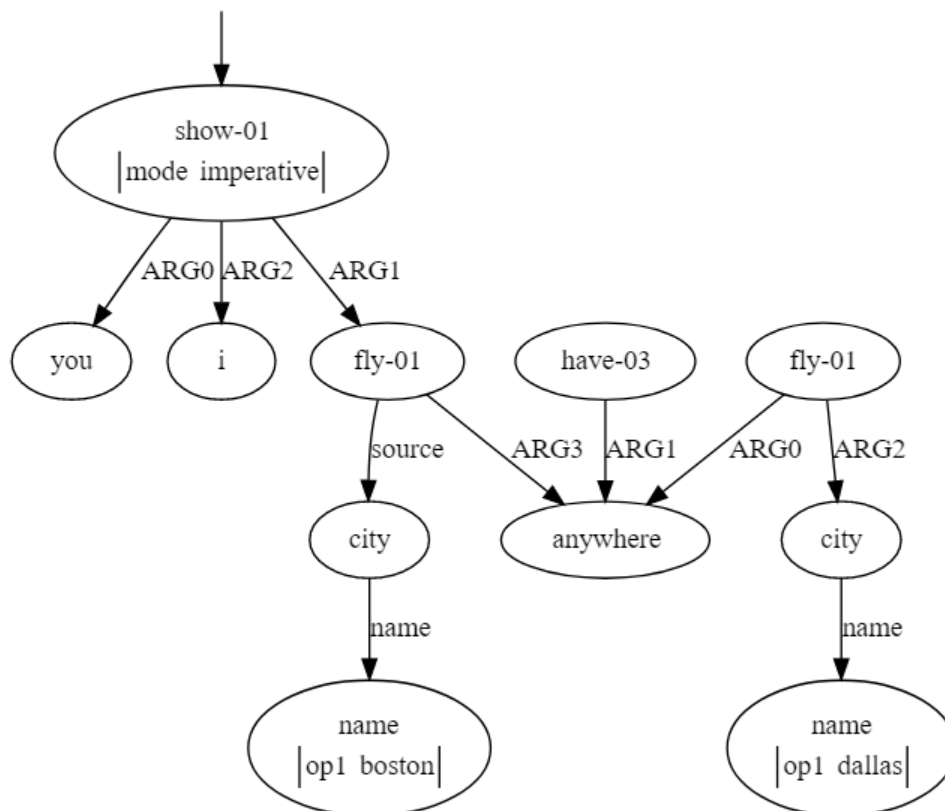 show-01
mode imperative
ARG0
ARG2
ARG1
you
i
fly-01
have-03
fly-01
source
ARG3
ARG1
ARG0
ARG2
city
anywhere
city
name
name
name
op1 boston
name
op1 dallas